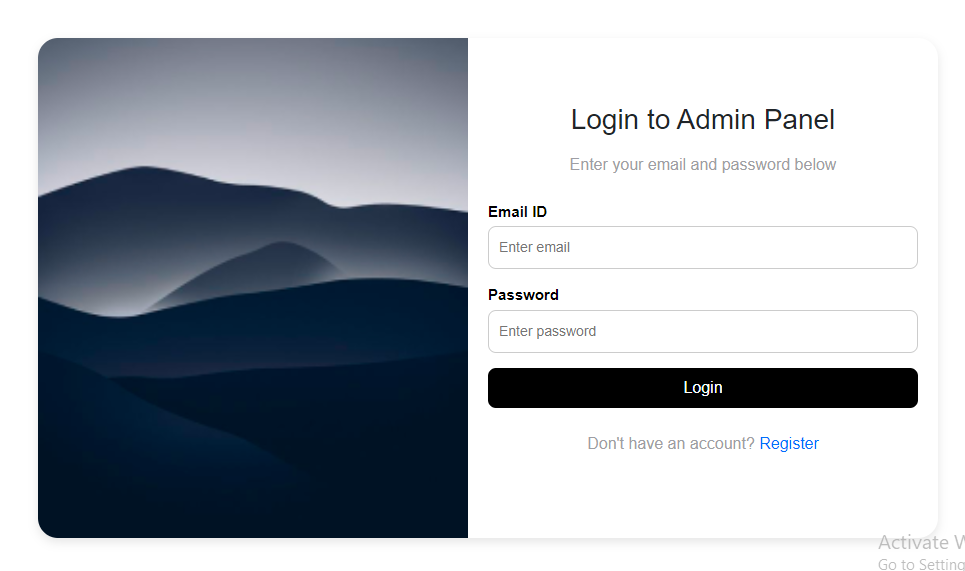 Login to Admin Panel
Enter your email and password below
Email ID
Enter email
Password
Enter password
Login
Don't have an account? Register
Activate W
Go to Setting